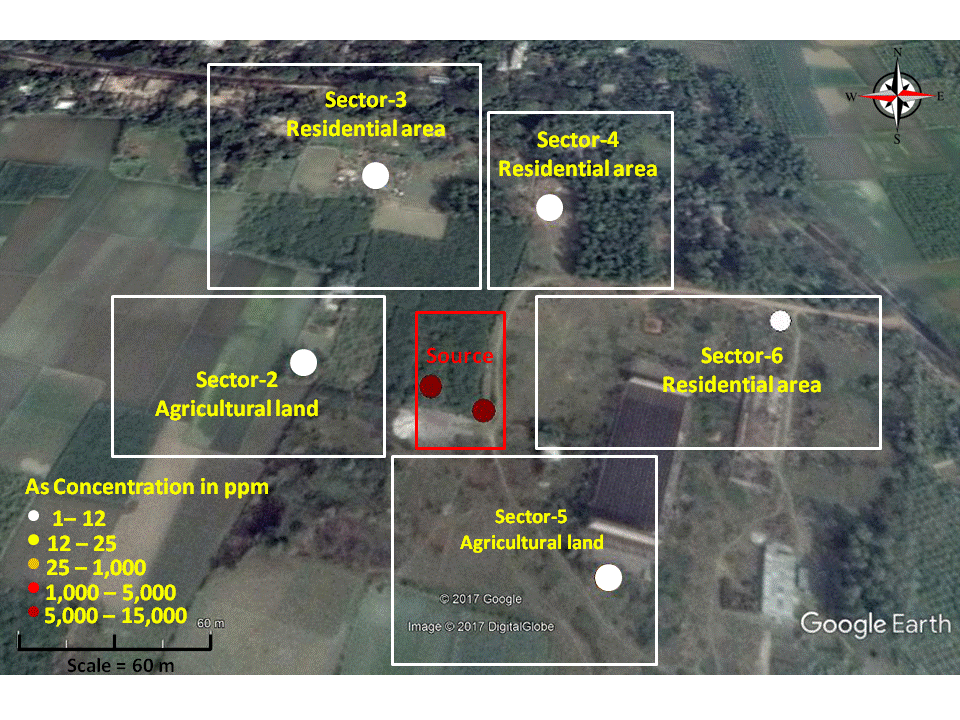 N
W E
S
Sector-3
Residential area
Sector-4
Residential area
Source
Sector-2
Agricultural land
Sector-6
Residential area
As Concentration in ppm
1– 12
12 – 25
25 – 1,000
1,000 – 5,000
5,000 – 15,000
60 m
Scale = 60 m
Sector-5
Agricultural land
© 2017 Google
Image © 2017 DigitalGlobe
Google Earth